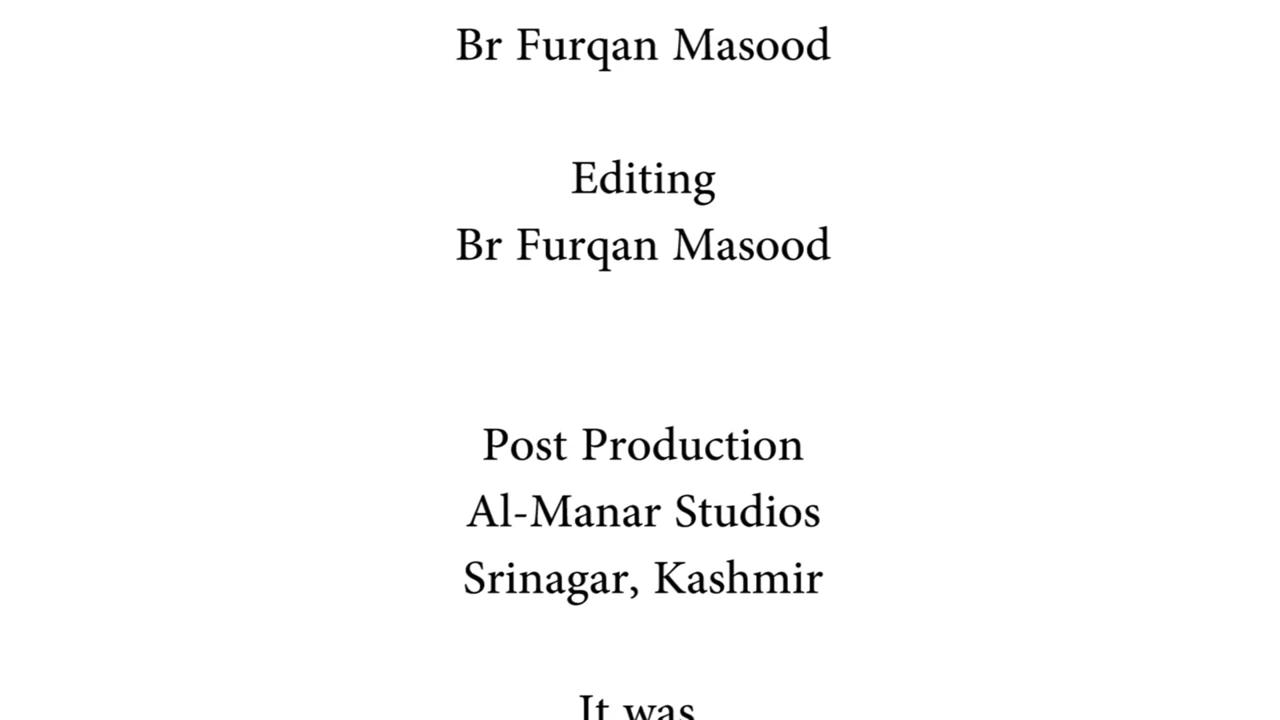 Br Furqan Masood
Editing
Br Furqan Masood
Post Production
Al-Manar Studios
Srinagar, Kashmir
It was